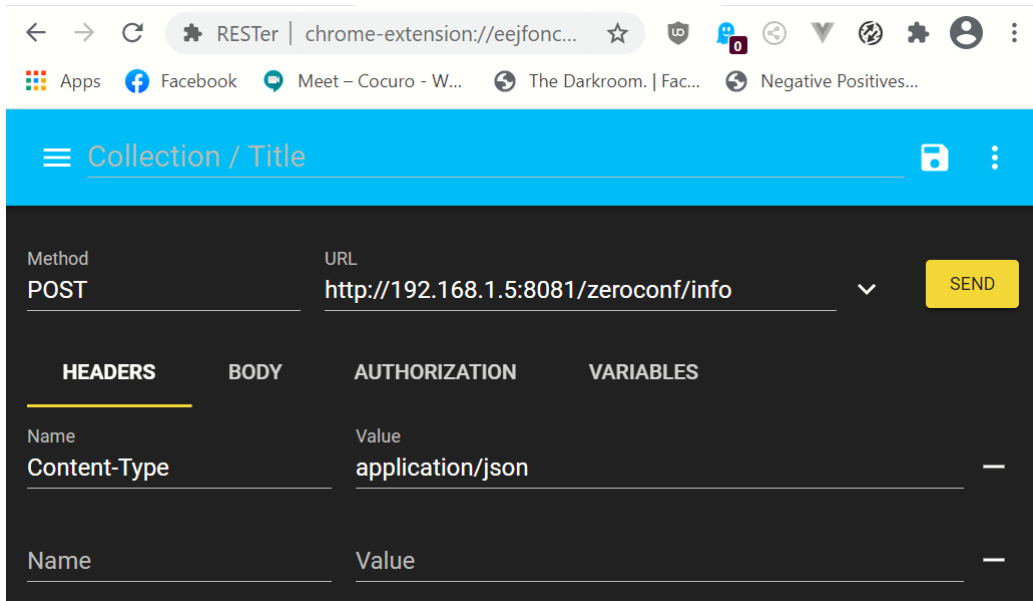 RESTer | chrome-extension://eejfonc...
0
Apps Facebook Meet – Cocuro - W... The Darkroom. | Fac... Negative Positives...
Collection / Title
Method URL
POST http://192.168.1.5:8081/zeroconf/info SEND
HEADERS BODY AUTHORIZATION VARIABLES
Name Value
Content-Type application/json
Name Value